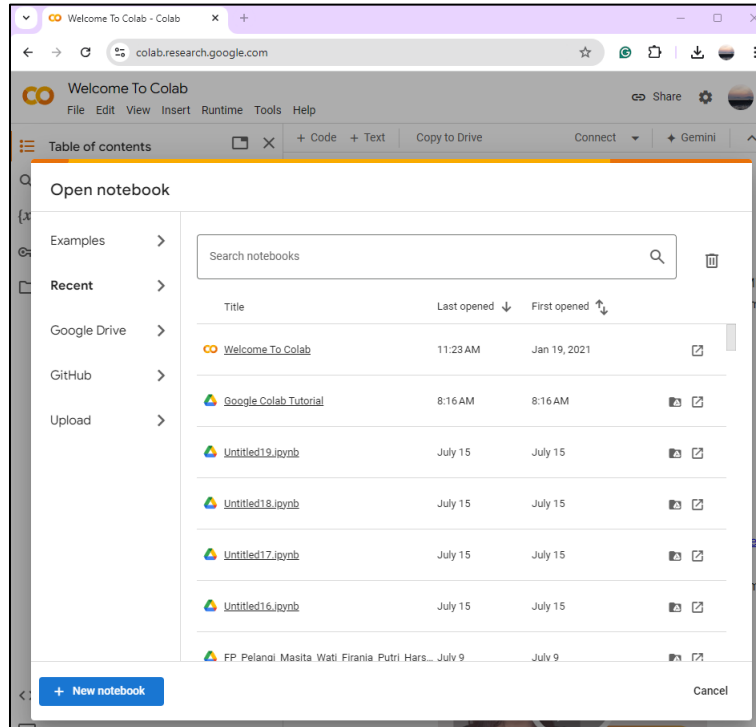 Welcome To Colab - Colab
colab.research.google.com
Welcome To Colab
File Edit View Insert Runtime Tools Help
Share
Table of contents
+ Code + Text Copy to Drive Connect Gemini
Open notebook
Examples
Recent
Google Drive
GitHub
Upload
Search notebooks
Title Last opened First opened
Welcome To Colab 11:23 AM Jan 19, 2021
Google Colab Tutorial 8:16 AM 8:16 AM
Untitled19.ipynb July 15 July 15
Untitled18.ipynb July 15 July 15
Untitled17.ipynb July 15 July 15
Untitled16.ipynb July 15 July 15
FP_Pelangi_Masita_Wati_Firania_Putri_Hars... July 9 July 9
+ New notebook
Cancel